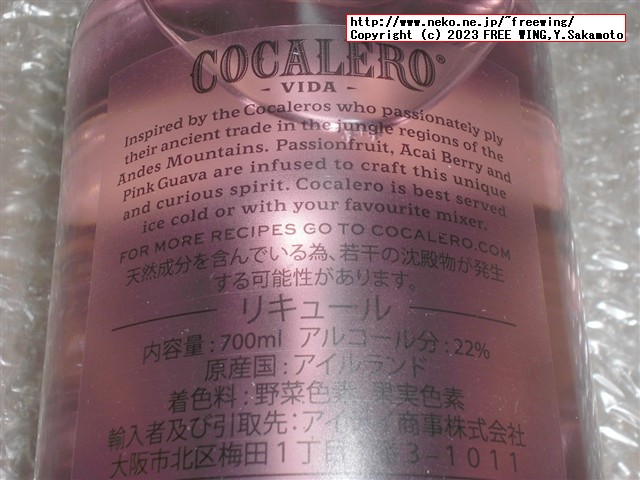 http://www.neko.ne.jp/~freewing/
Copyright (c) 2023 FREE WING,Y.Sakamoto
COCALERO®
- VIDA -
Inspired by the Cocaleros who passionately ply
their ancient trade in the jungle regions of the
Andes Mountains. Passionfruit, Acai Berry and
Pink Guava are infused to craft this unique
and curious spirit. Cocalero is best served
ice cold or with your favourite mixer.
FOR MORE RECIPES GO TO COCALERO.COM
天然成分を含んでいる為、若干の沈殿物が発生
する可能性があります。
リキュール
内容量:700ml アルコール分:22%
原産国:アイルランド
着色料:野菜色素、果実色素
輸入者及び引取先:アイ 商事株式会社
大阪市北区梅田1丁 3-1011